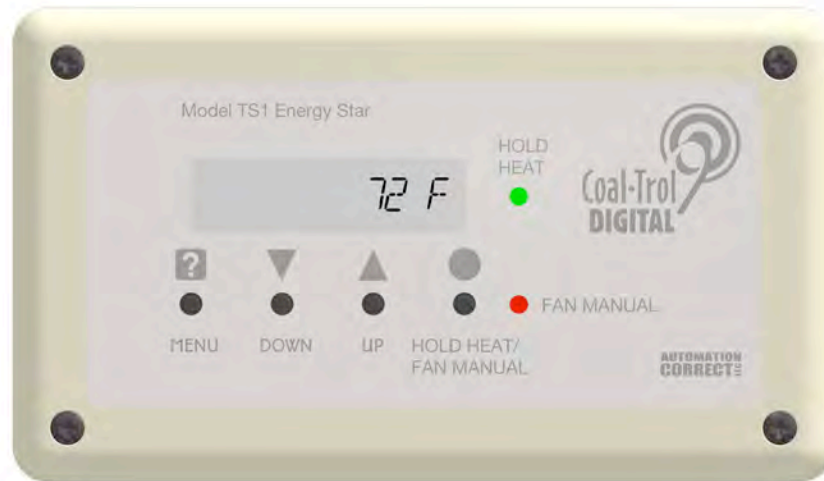 Model TS1 Energy Star
HOLD
HEAT
72 F
Coal-Trol
DIGITAL
?
FAN MANUAL
MENU
DOWN
UP
HOLD HEAT/
FAN MANUAL
AUTOMATION
CORRECT LLC